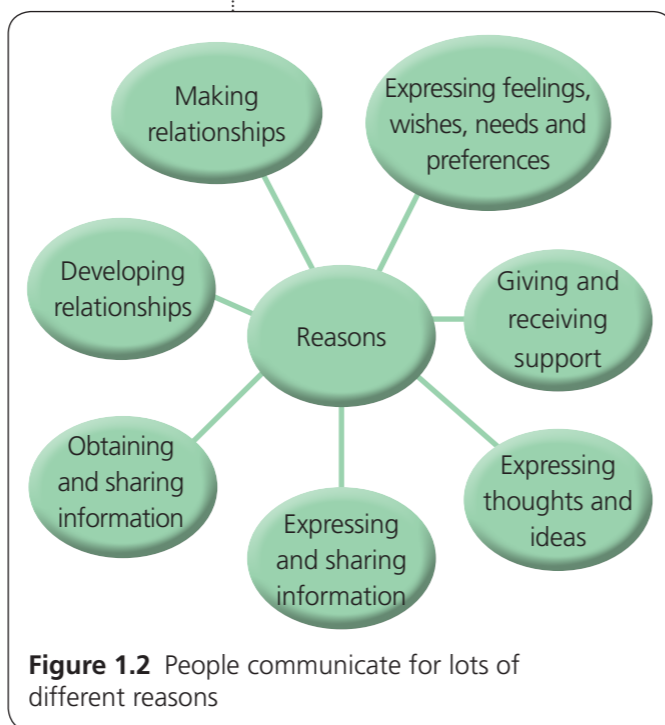 Making
relationships
Expressing feelings,
wishes, needs and
preferences
Developing
relationships
Reasons
Giving and
receiving
support
Obtaining
and sharing
information
Expressing
and sharing
information
Expressing
thoughts and
ideas
Figure 1.2 People communicate for lots of
different reasons